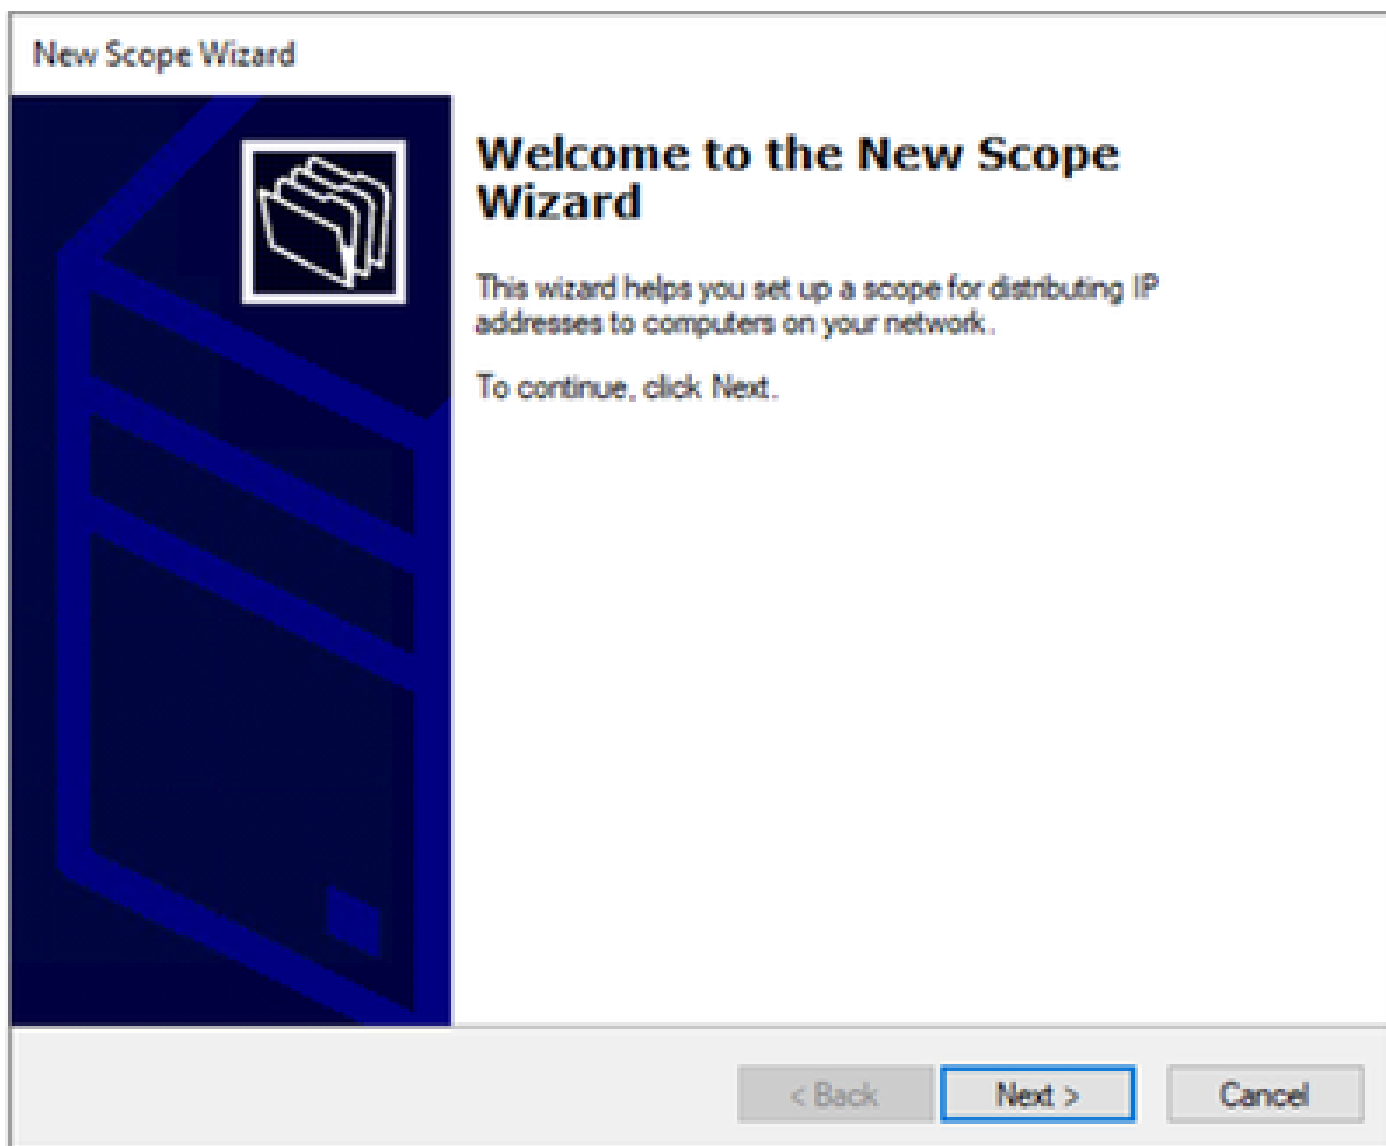 New Scope Wizard
Welcome to the New Scope
Wizard
This wizard helps you set up a scope for distributing IP
addresses to computers on your network.
To continue, click Next.
< Back
Next >
Cancel